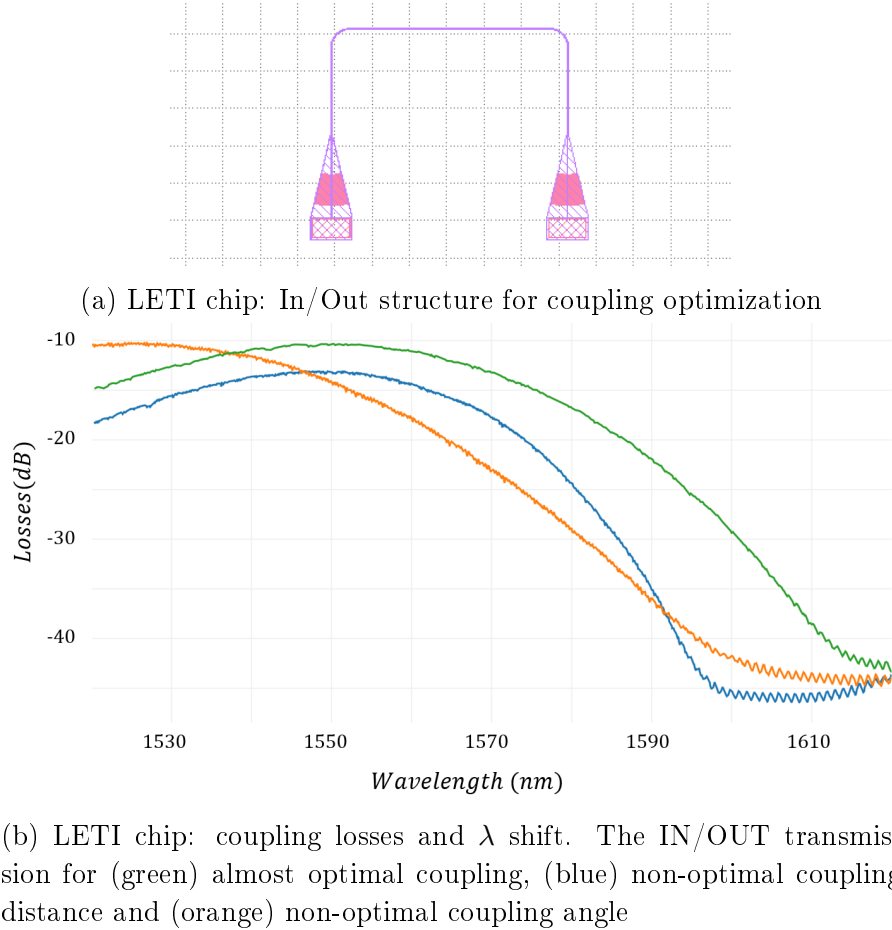 (a) LETI chip: In/Out structure for coupling optimization
-10
-20
-30
-40
Losses(dB)
1530 1550 1570 1590 1610
Wavelength (nm)
(b) LETI chip: coupling losses and λ shift. The IN/OUT transmis
sion for (green) almost optimal coupling, (blue) non-optimal coupling
distance and (orange) non-optimal coupling angle